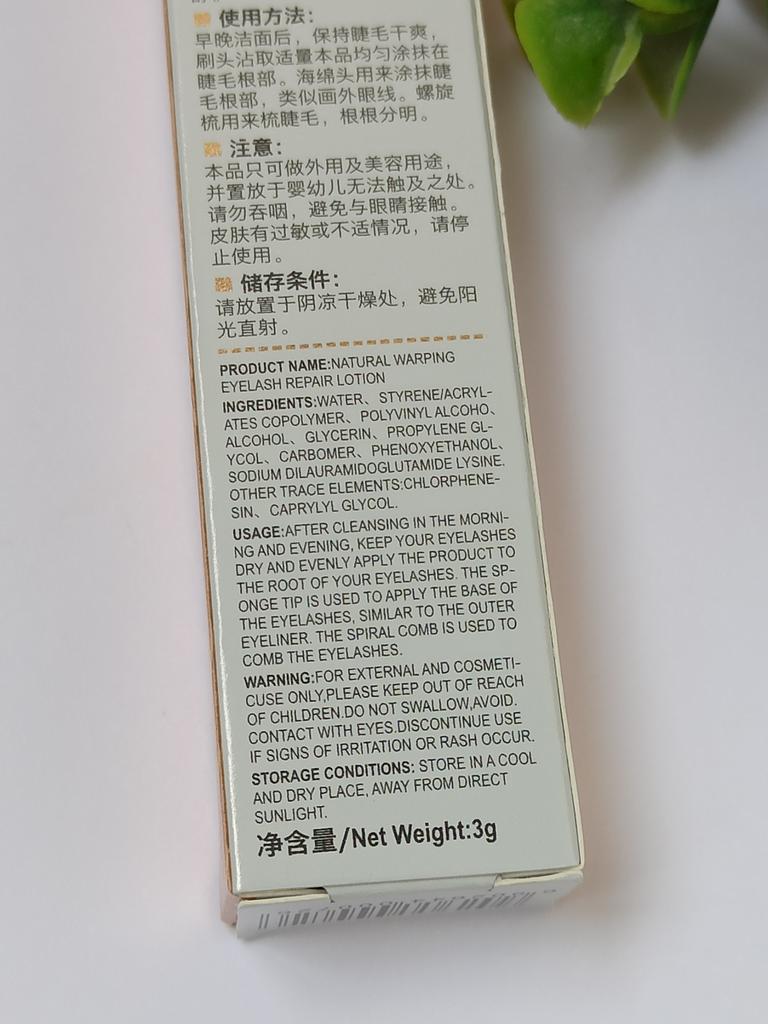 使用方法：
早晚洁面后，保持睫毛干爽，
刷头沾取适量本品均匀涂抹在
睫毛根部。海绵头用来涂抹睫
毛根部，类似画外眼线。螺旋
梳用来梳睫毛，根根分明。
注意：
本品只可做外用及美容用途，
并置放于婴幼儿无法触及之处。
请勿吞咽，避免与眼睛接触。
皮肤有过敏或不适情况，请停
止使用。
储存条件：
请放置于阴凉干燥处，避免阳
光直射。
PRODUCT NAME:NATURAL WARPING
EYELASH REPAIR LOTION
INGREDIENTS:WATER、STYRENE/ACRYL-
ATES COPOLYMER、POLYVINYL ALCOHO、
ALCOHOL、GLYCERIN、PROPYLENE GL-
YCOL、CARBOMER、PHENOXYETHANOL、
SODIUM DILAURAMIDOGLUTAMIDE LYSINE.
OTHER TRACE ELEMENTS:CHLORPHENE-
SIN、CAPRYLYL GLYCOL.
USAGE:AFTER CLEANSING IN THE MORNI-
NG AND EVENING, KEEP YOUR EYELASHES
DRY AND EVENLY APPLY THE PRODUCT TO
THE ROOT OF YOUR EYELASHES. THE SP-
ONGE TIP IS USED TO APPLY THE BASE OF
THE EYELASHES, SIMILAR TO THE OUTER
EYELINER. THE SPIRAL COMB IS USED TO
COMB THE EYELASHES.
WARNING:FOR EXTERNAL AND COSMETI-
CUSE ONLY,PLEASE KEEP OUT OF REACH
OF CHILDREN.DO NOT SWALLOW,AVOID.
CONTACT WITH EYES.DISCONTINUE USE
IF SIGNS OF IRRITATION OR RASH OCCUR.
STORAGE CONDITIONS: STORE IN A COOL
AND DRY PLACE, AWAY FROM DIRECT
SUNLIGHT.
净含量/Net Weight:3g